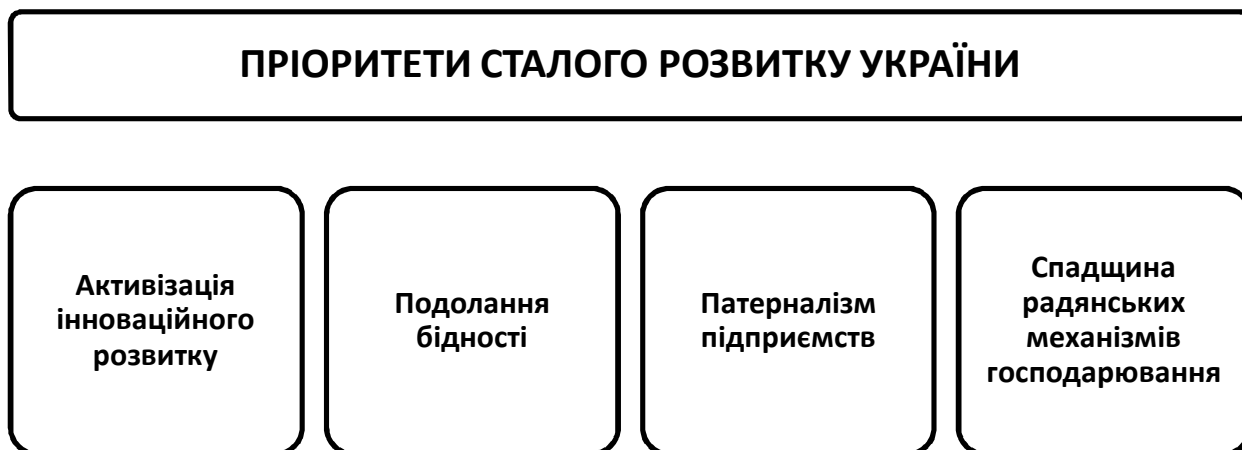 ПРІОРИТЕТИ СТАЛОГО РОЗВИТКУ УКРАЇНИ
Активізація
інноваційного
розвитку
Подолання
бідності
Патерналізм
підприємств
Спадщина
радянських
механізмів
господарювання